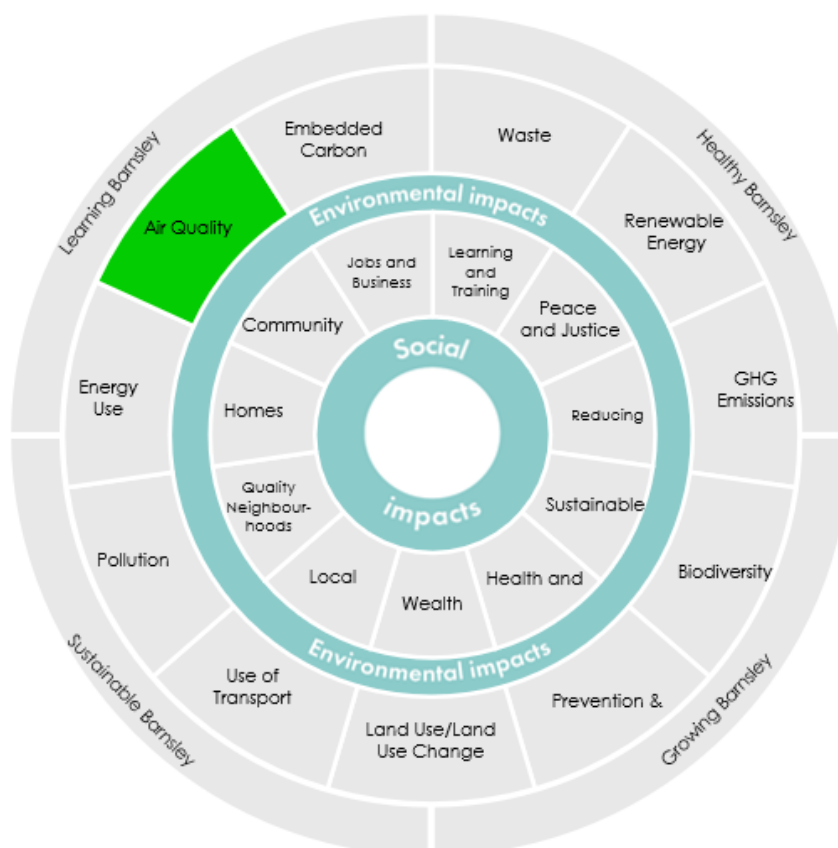 Learning Barnsley
Healthy Barnsley
Growing Barnsley
Sustainable Barnsley
Embedded
Carbon
Waste
Renewable
Energy
GHG
Emissions
Biodiversity
Prevention &
Land Use/Land
Use Change
Use of
Transport
Pollution
Energy
Use
Air Quality
Environmental impacts
Environmental impacts
Jobs and
Business
Learning
and
Training
Peace
and Justice
Reducing
Sustainable
Health and
Wealth
Local
Quality
Neighbour-
hoods
Homes
Community
Social
impacts